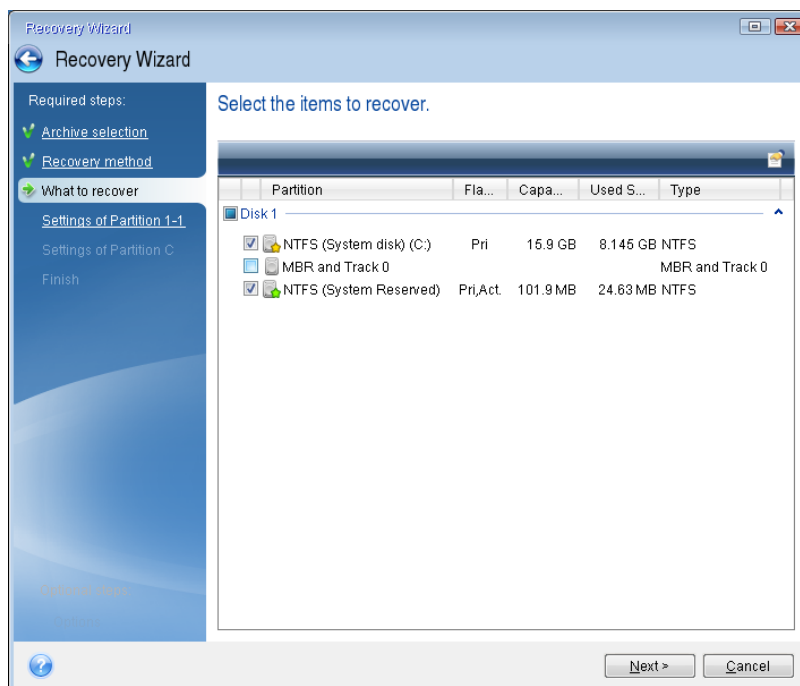 Recovery Wizard
Recovery Wizard
Required steps:
Archive selection
Recovery method
What to recover
Settings of Partition 1-1
Settings of Partition C
Finish
Select the items to recover.
Partition Fla... Capa... Used S... Type
Disk 1
NTFS (System disk) (C:) Pri 15.9 GB 8.145 GB NTFS
MBR and Track 0 MBR and Track 0
NTFS (System Reserved) Pri,Act. 101.9 MB 24.63 MB NTFS
Next >
Cancel